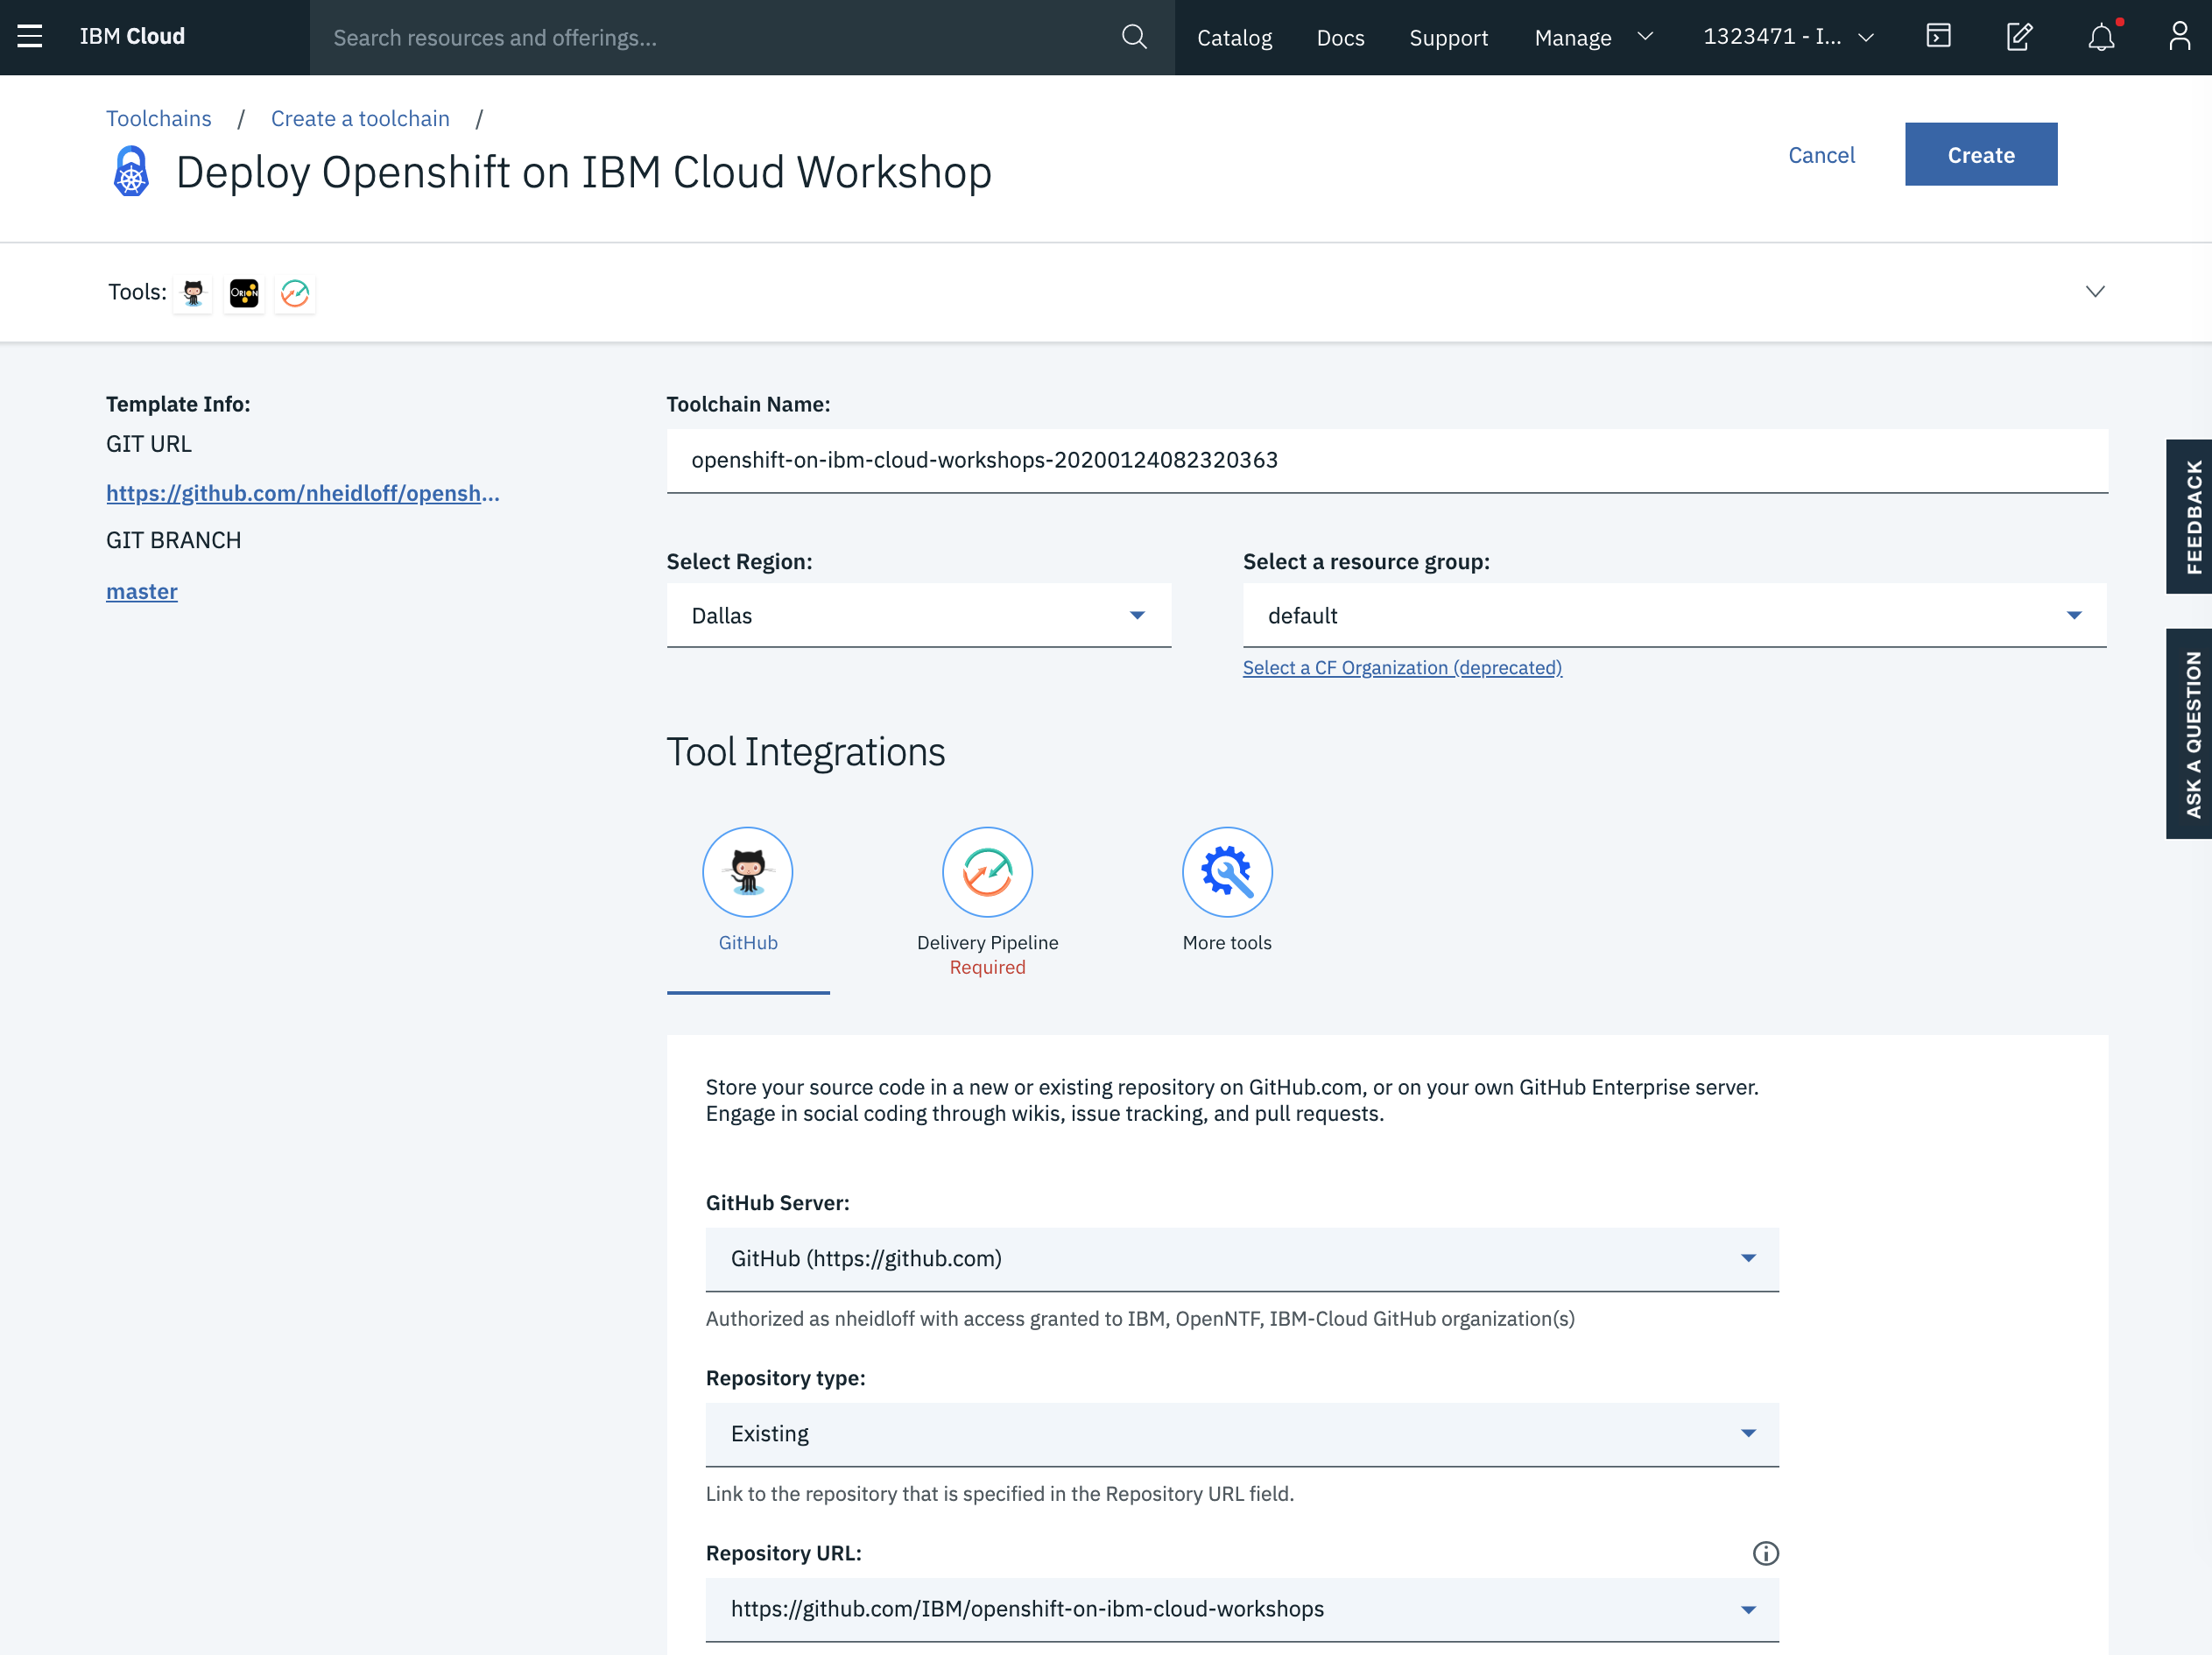 IBM Cloud
Search resources and offerings...
Catalog
Docs
Support
Manage
1323471 - I...
Toolchains / Create a toolchain /
Deploy Openshift on IBM Cloud Workshop
Cancel
Create
Tools:
ORION
Template Info:
GIT URL
https://github.com/nheidloff/opensh...
GIT BRANCH
master
Toolchain Name:
openshift-on-ibm-cloud-workshops-20200124082320363
Select Region:
Dallas
Select a resource group:
default
Select a CF Organization (deprecated)
Tool Integrations
GitHub
Delivery Pipeline
Required
More tools
Store your source code in a new or existing repository on GitHub.com, or on your own GitHub Enterprise server.
Engage in social coding through wikis, issue tracking, and pull requests.
GitHub Server:
GitHub (https://github.com)
Authorized as nheidloff with access granted to IBM, OpenNTF, IBM-Cloud GitHub organization(s)
Repository type:
Existing
Link to the repository that is specified in the Repository URL field.
Repository URL:
https://github.com/IBM/openshift-on-ibm-cloud-workshops
FEEDBACK
ASK A QUESTION